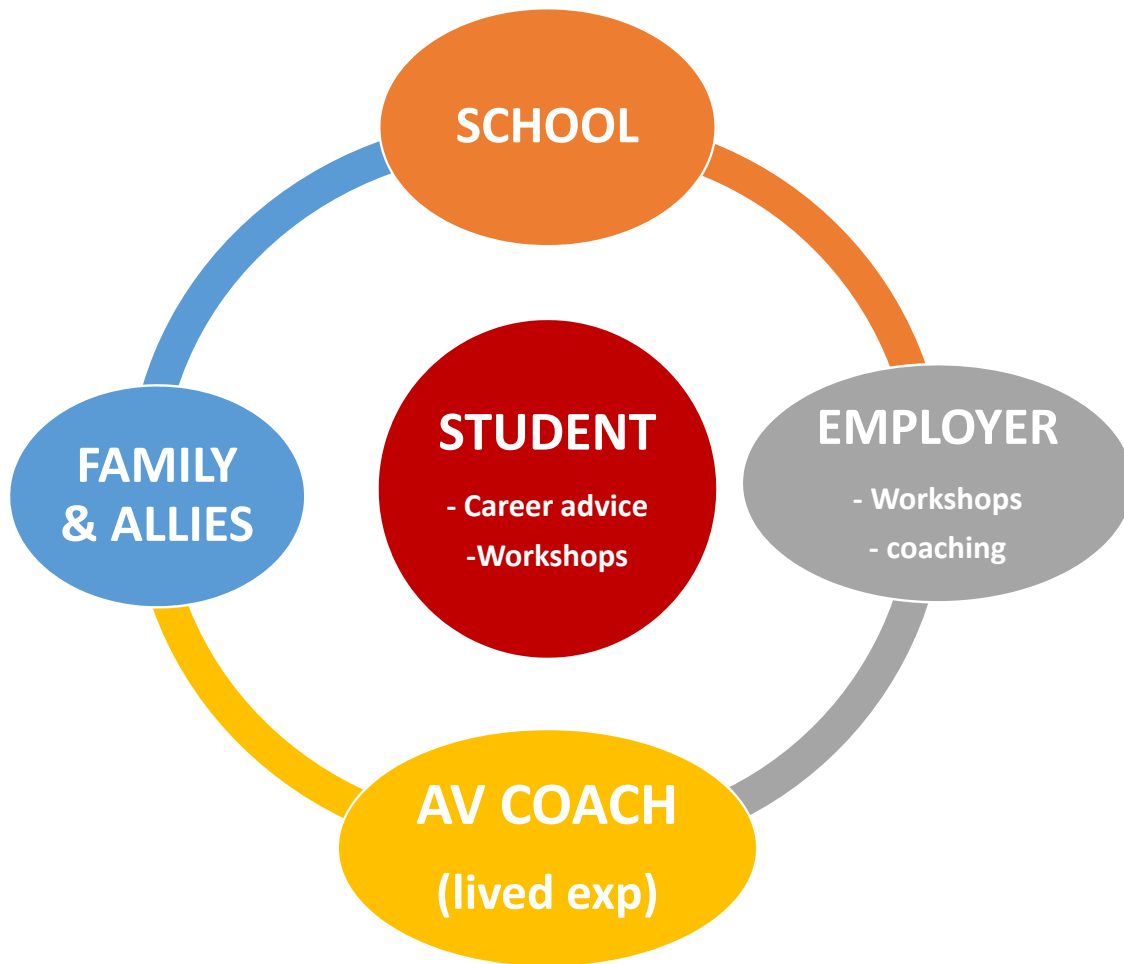 SCHOOL
FAMILY
& ALLIES
STUDENT
- Career advice
-Workshops
EMPLOYER
- Workshops
- coaching
AV COACH
(lived exp)